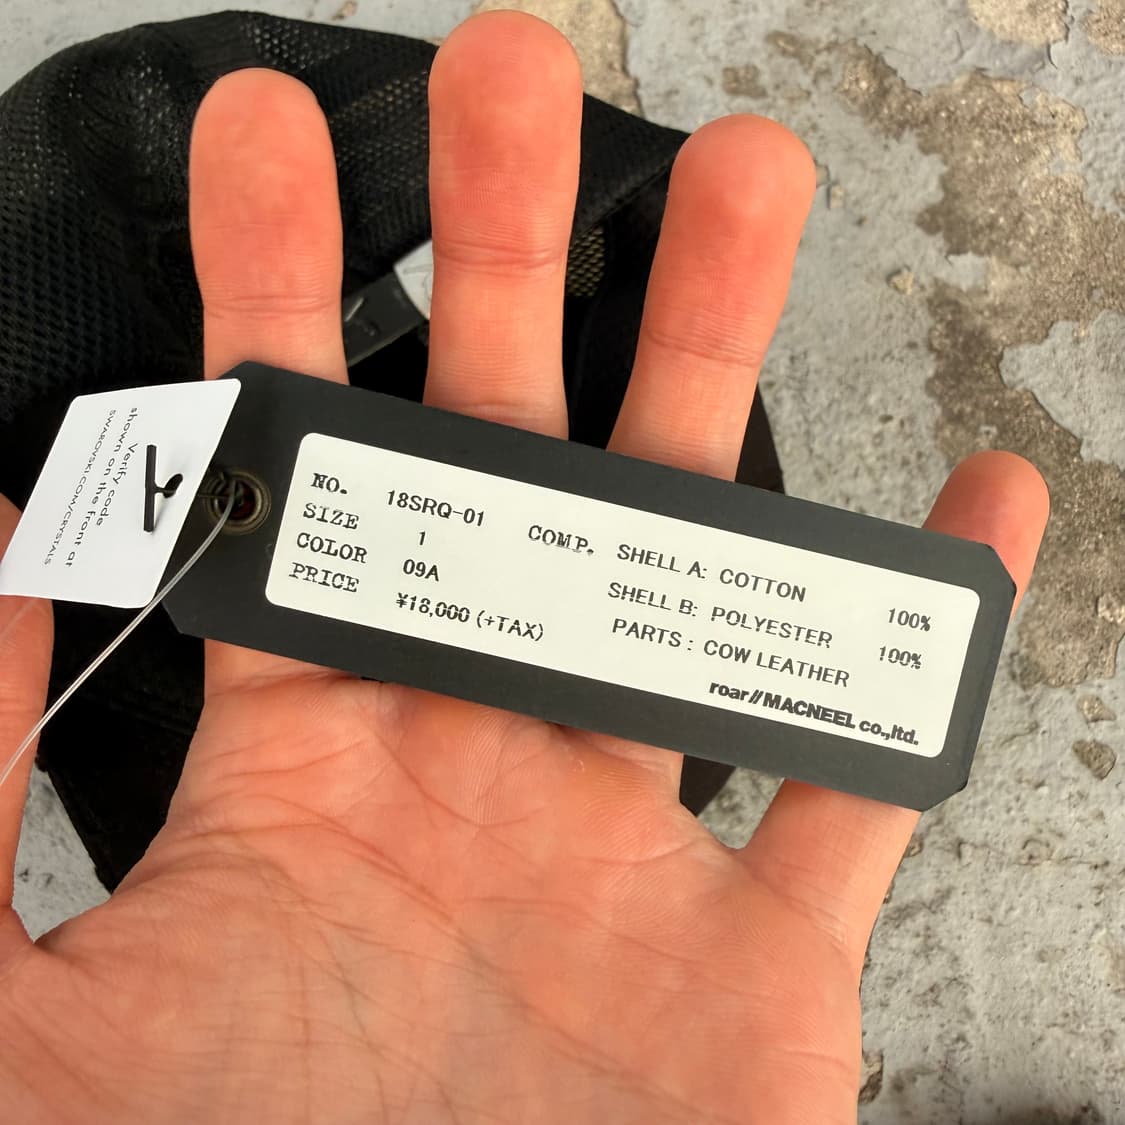 NO. 18SRQ-01
SIZE 1
COLOR 09A
PRICE ¥18,000 (+TAX)
COMP. SHELL A: COTTON 100%
SHELL B: POLYESTER 100%
PARTS : COW LEATHER
roar//MACNEEL co.,ltd.
Verify code
shown on the front at
SWAROVSKI.COM/CRYSTALS